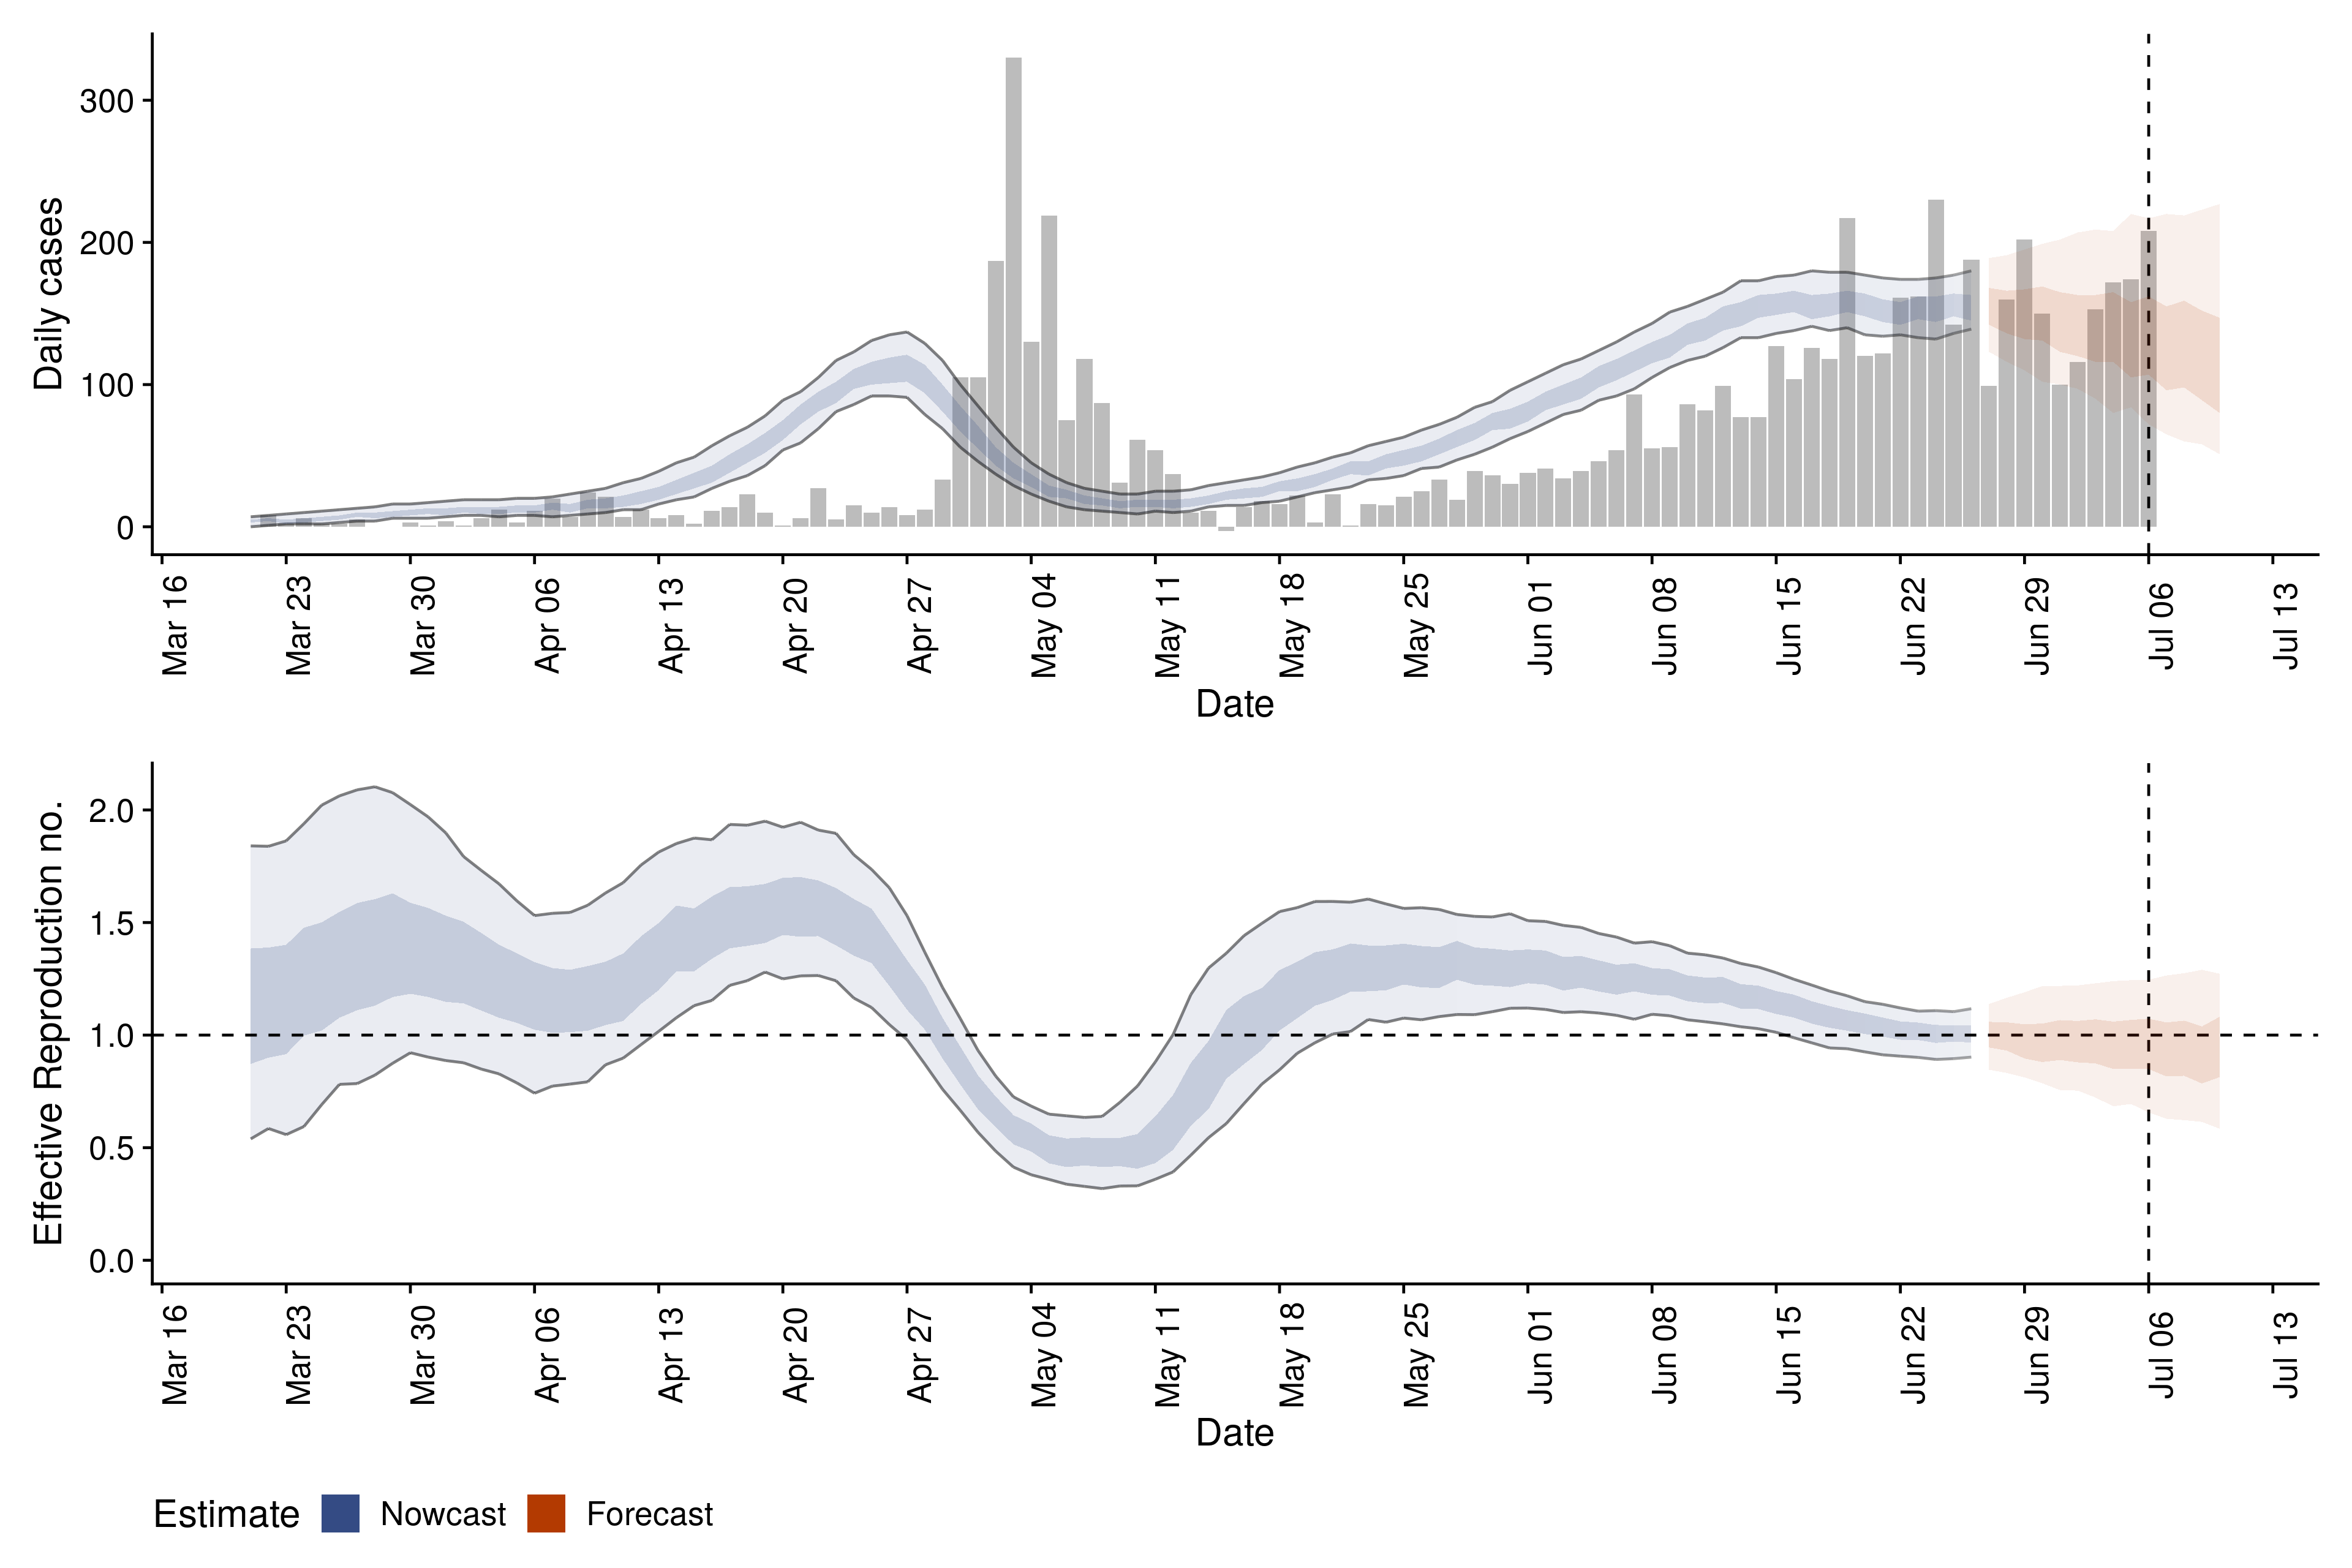 Daily cases
300
200
100
0
Mar 16 Mar 23 Mar 30 Apr 06 Apr 13 Apr 20 Apr 27 May 04 May 11 May 18 May 25 Jun 01 Jun 08 Jun 15 Jun 22 Jun 29 Jul 06 Jul 13
Date
Effective Reproduction no.
2.0
1.5
1.0
0.5
0.0
Mar 16 Mar 23 Mar 30 Apr 06 Apr 13 Apr 20 Apr 27 May 04 May 11 May 18 May 25 Jun 01 Jun 08 Jun 15 Jun 22 Jun 29 Jul 06 Jul 13
Date
Estimate Nowcast Forecast